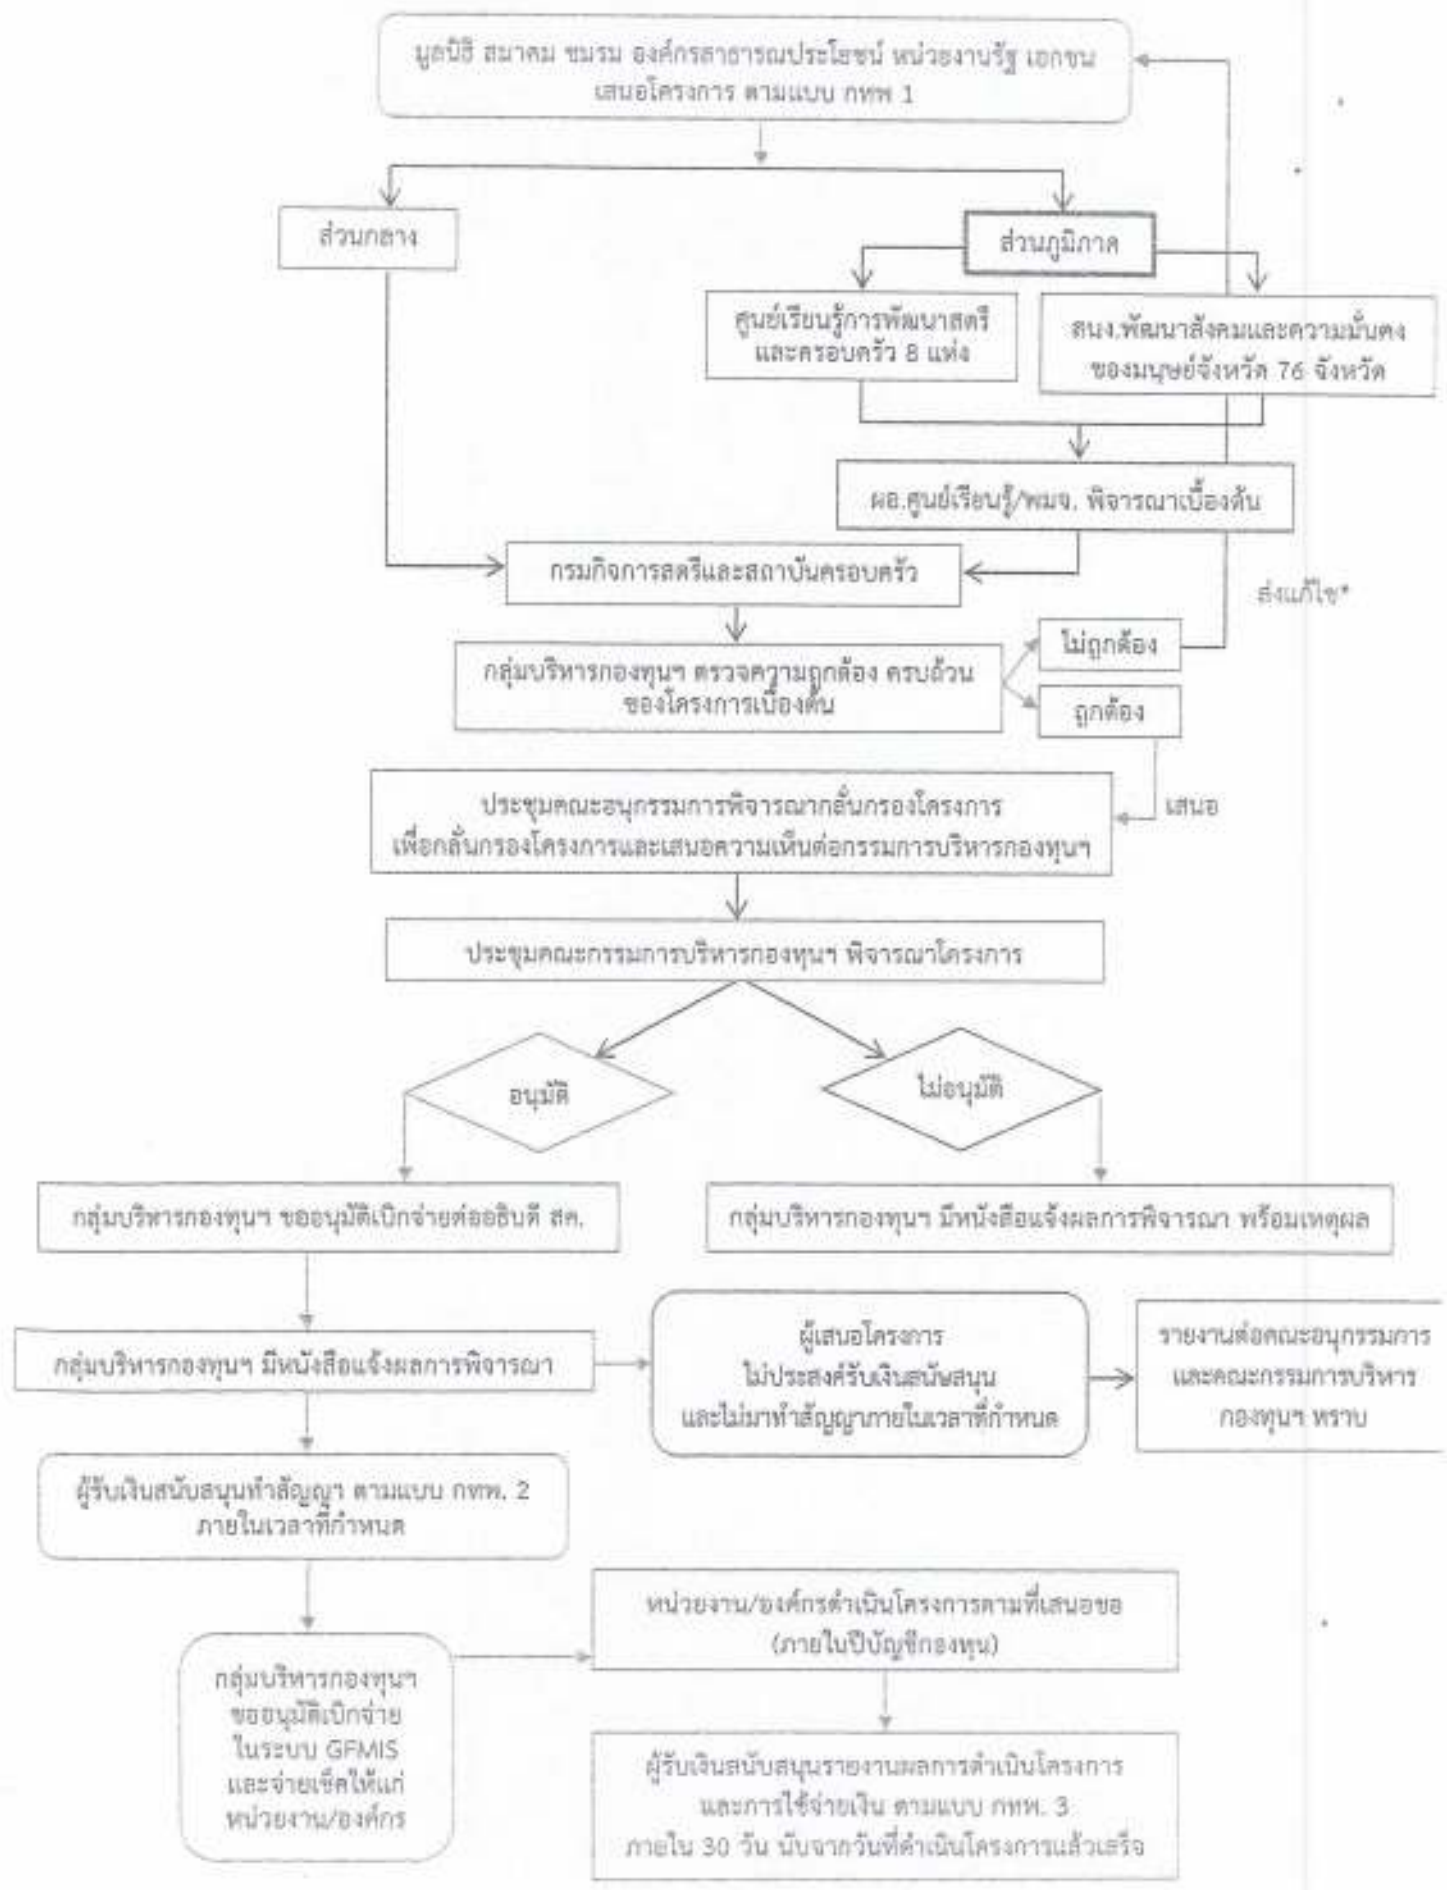 มูลนิธิ สมาคม ชมรม องค์กรสาธารณประโยชน์ หน่วยงานรัฐ เอกชน
เสนอโครงการ ตามแบบ กทพ 1
ส่วนกลาง
ส่วนภูมิภาค
ศูนย์เรียนรู้การพัฒนาสตรี
และครอบครัว 8 แห่ง
สนง.พัฒนาสังคมและความมั่นคง
ของมนุษย์จังหวัด 76 จังหวัด
ผอ.ศูนย์เรียนรู้/พมจ. พิจารณาเบื้องต้น
กรมกิจการสตรีและสถาบันครอบครัว
ส่งแก้ไข*
กลุ่มบริหารกองทุนฯ ตรวจความถูกต้อง ครบถ้วน
ของโครงการเบื้องต้น
ไม่ถูกต้อง
ถูกต้อง
เสนอ
ประชุมคณะอนุกรรมการพิจารณากลั่นกรองโครงการ
เพื่อกลั่นกรองโครงการและเสนอความเห็นต่อกรรมการบริหารกองทุนฯ
ประชุมคณะกรรมการบริหารกองทุนฯ พิจารณาโครงการ
อนุมัติ
ไม่อนุมัติ
กลุ่มบริหารกองทุนฯ ขออนุมัติเบิกจ่ายต่ออธิบดี สค.
กลุ่มบริหารกองทุนฯ มีหนังสือแจ้งผลการพิจารณา พร้อมเหตุผล
กลุ่มบริหารกองทุนฯ มีหนังสือแจ้งผลการพิจารณา
ผู้เสนอโครงการ
ไม่ประสงค์รับเงินสนับสนุน
และไม่มาทำสัญญาภายในเวลาที่กำหนด
รายงานต่อคณะอนุกรรมการ
และคณะกรรมการบริหาร
กองทุนฯ ทราบ
ผู้รับเงินสนับสนุนทำสัญญา ตามแบบ กทพ. 2
ภายในเวลาที่กำหนด
กลุ่มบริหารกองทุนฯ
ขออนุมัติเบิกจ่าย
ในระบบ GFMIS
และจ่ายเช็คให้แก่
หน่วยงาน/องค์กร
หน่วยงาน/องค์กรดำเนินโครงการตามที่เสนอขอ
(ภายในปีบัญชีกองทุน)
ผู้รับเงินสนับสนุนรายงานผลการดำเนินโครงการ
และการใช้จ่ายเงิน ตามแบบ กทพ. 3
ภายใน 30 วัน นับจากวันที่ดำเนินโครงการแล้วเสร็จ